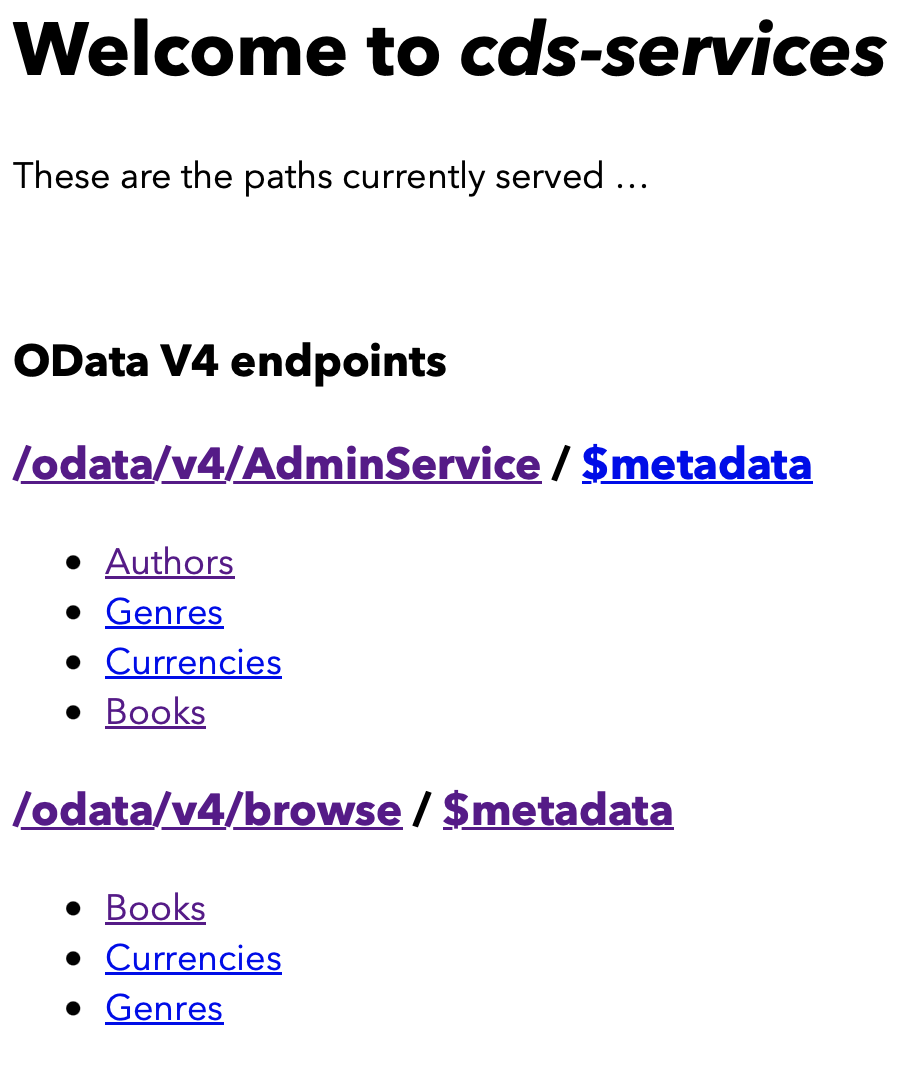 Welcome to cds-services
These are the paths currently served …
OData V4 endpoints
/odata/v4/AdminService / $metadata
Authors
Genres
Currencies
Books
/odata/v4/browse / $metadata
Books
Currencies
Genres